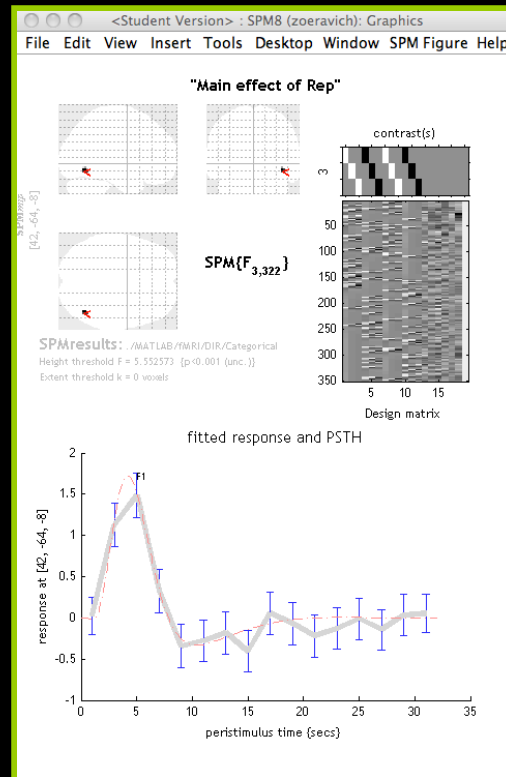 <Student Version> : SPM8 (zoeravich): Graphics
File Edit View Insert Tools Desktop Window SPM Figure Help
"Main effect of Rep"
contrast(s)
3
SPMmip
[42, -64, -8]
<
<
<
SPM{F3,322}
SPMresults: ./MATLAB/fMRI/DIR/Categorical
Height threshold F = 5.552573 {p<0.001 (unc.)}
Extent threshold k = 0 voxels
50
100
150
200
250
300
350
5 10 15
Design matrix
fitted response and PSTH
2
1.5
1
0.5
0
-0.5
-1
F1
response at [42, -64, -8]
0 5 10 15 20 25 30 35
peristimulus time {secs}